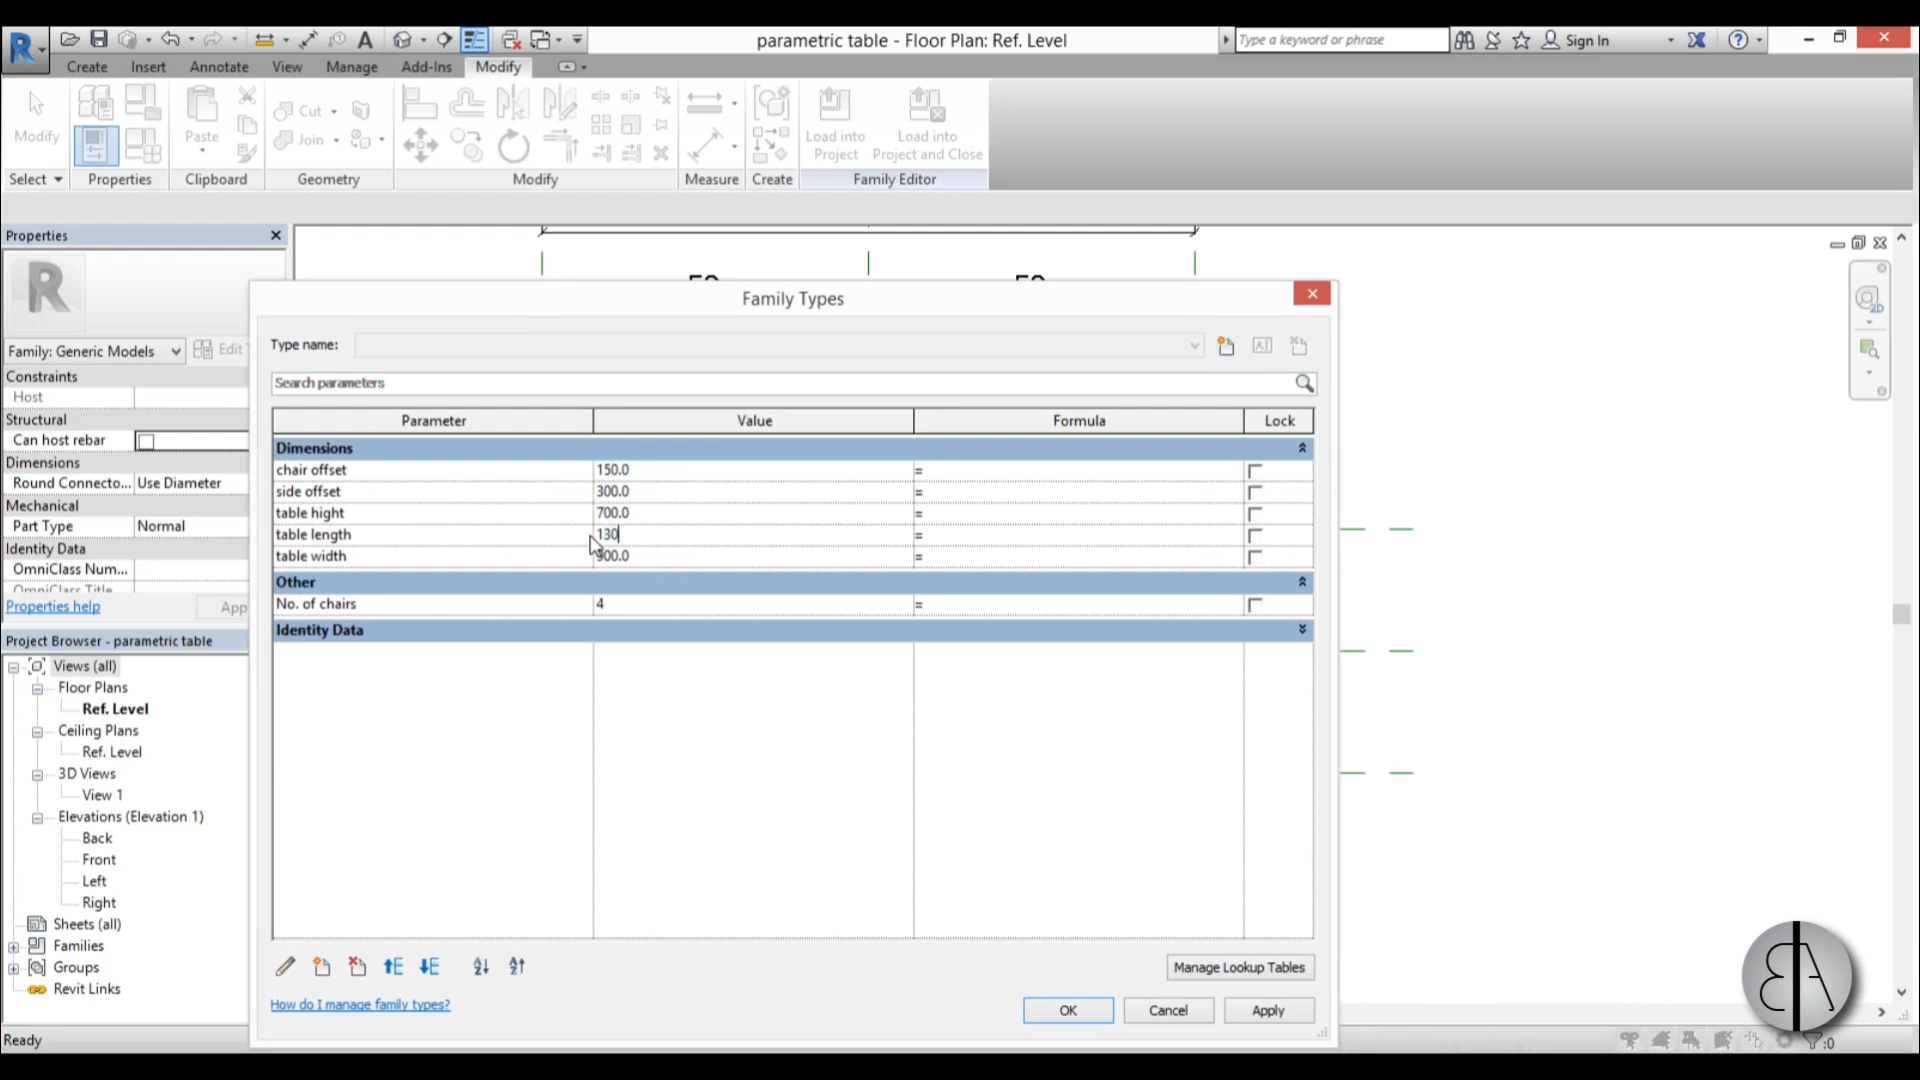 parametric table - Floor Plan: Ref. Level
Type a keyword or phrase
Sign In
Create Insert Annotate View Manage Add-Ins Modify
Modify
Paste
Cut
Join
Load into Project
Load into Project and Close
Select Properties Clipboard Geometry Modify Measure Create Family Editor
Properties
Family: Generic Models
Edit
Constraints
Host
Structural
Can host rebar
Dimensions
Round Connecto... Use Diameter
Mechanical
Part Type Normal
Identity Data
OmniClass Num...
OmniClass Title
Properties help
App
Project Browser - parametric table
Views (all)
Floor Plans
Ref. Level
Ceiling Plans
Ref. Level
3D Views
View 1
Elevations (Elevation 1)
Back
Front
Left
Right
Sheets (all)
Families
Groups
Revit Links
Ready
Family Types
Type name:
Search parameters
Parameter Value Formula Lock
Dimensions
chair offset 150.0 =
side offset 300.0 =
table hight 700.0 =
table length 130 =
table width 900.0 =
Other
No. of chairs 4 =
Identity Data
Manage Lookup Tables
How do I manage family types?
OK Cancel Apply
2D
:0